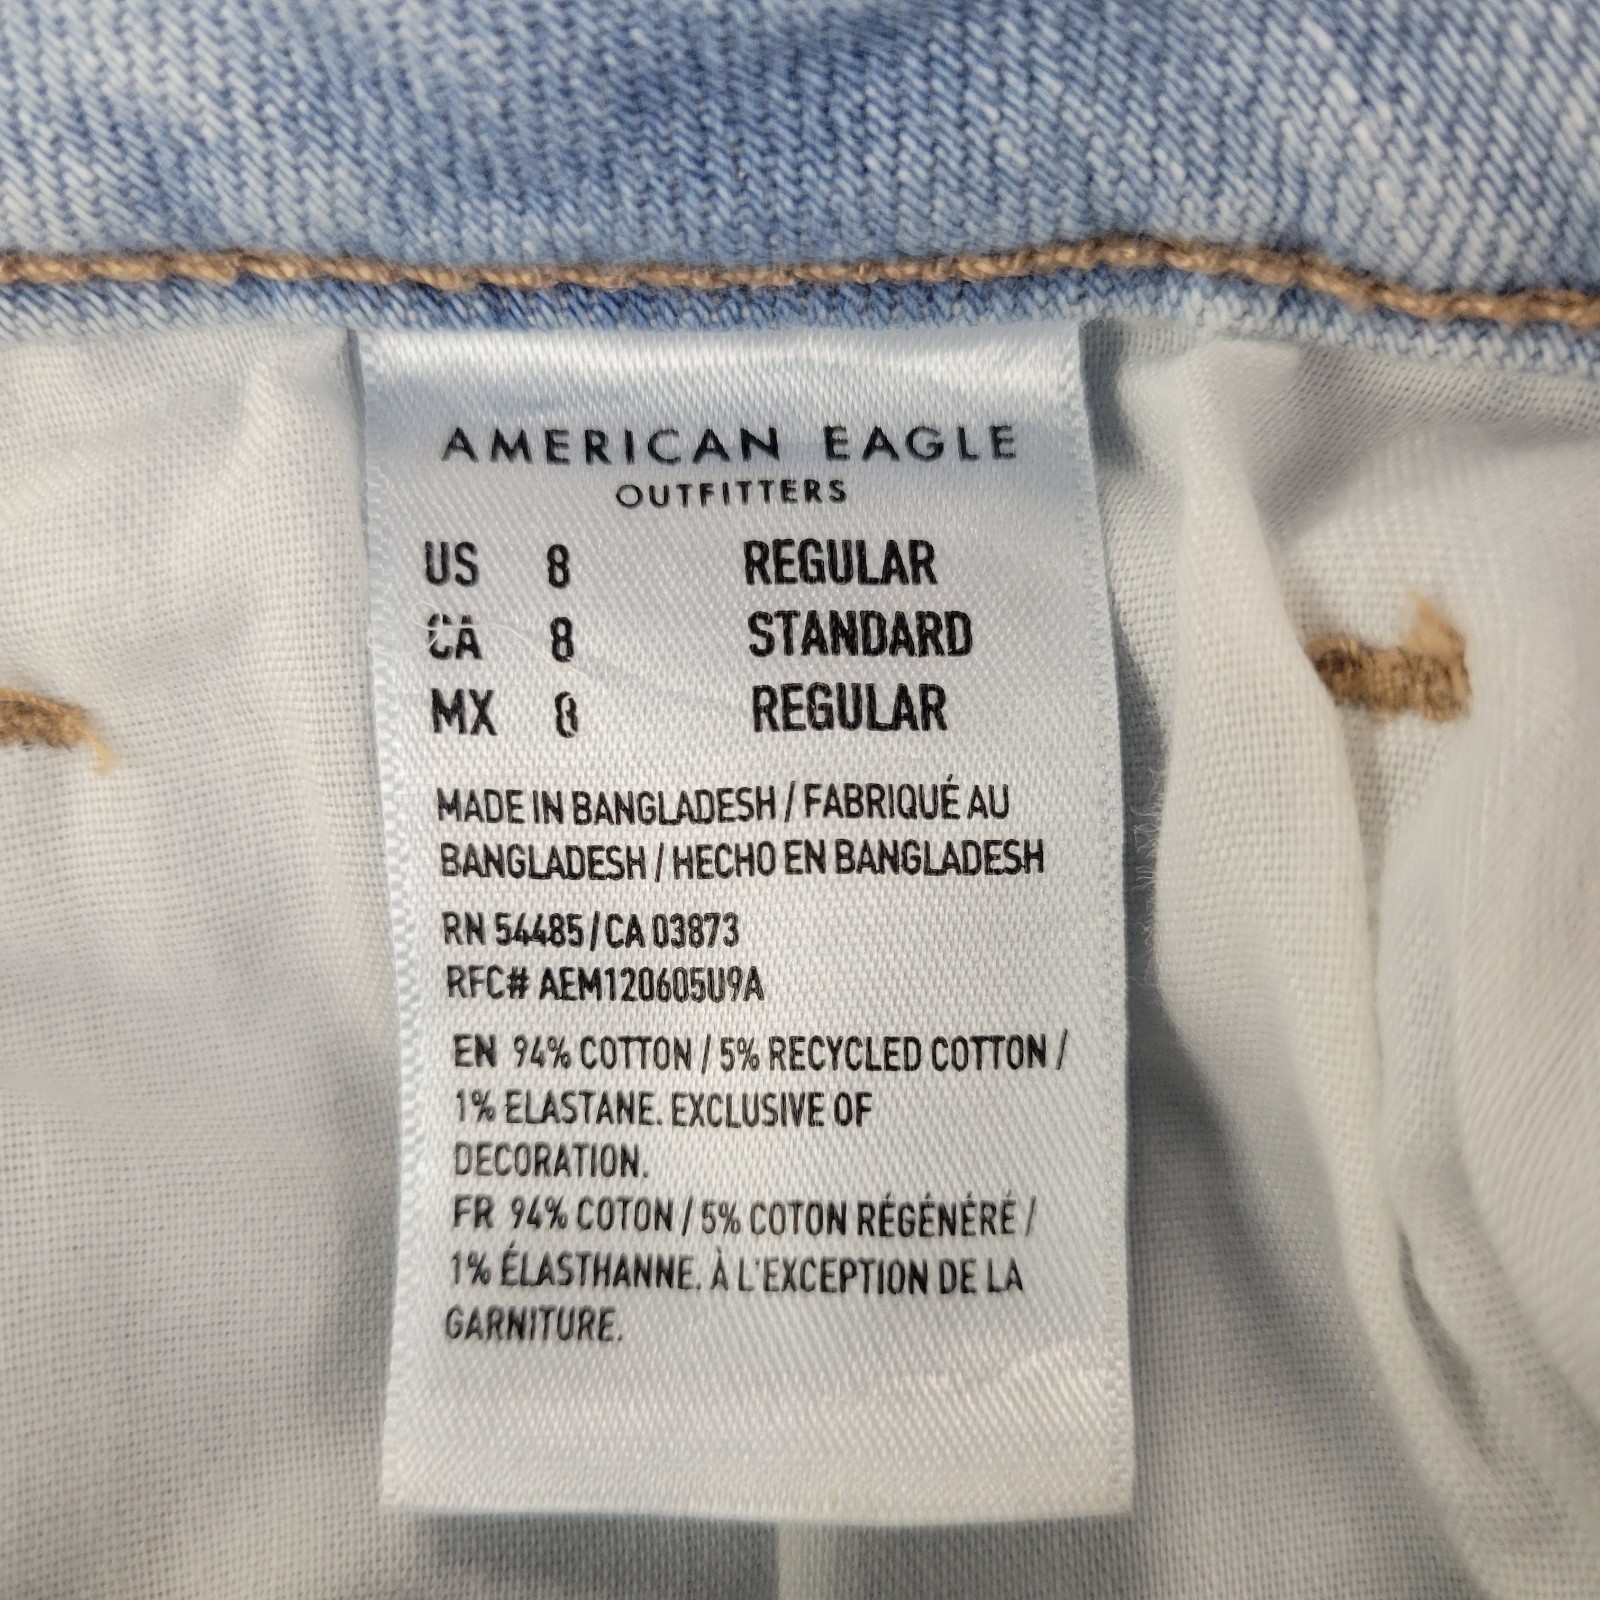 AMERICAN EAGLE
OUTFITTERS
US 8 REGULAR
CA 8 STANDARD
MX 8 REGULAR
MADE IN BANGLADESH / FABRIQUÉ AU
BANGLADESH / HECHO EN BANGLADESH
RN 54485 / CA 03873
RFC# AEM120605U9A
EN 94% COTTON / 5% RECYCLED COTTON /
1% ELASTANE. EXCLUSIVE OF
DECORATION.
FR 94% COTON / 5% COTON RÉGÉNÉRÉ /
1% ÉLASTHANNE. À L'EXCEPTION DE LA
GARNITURE.